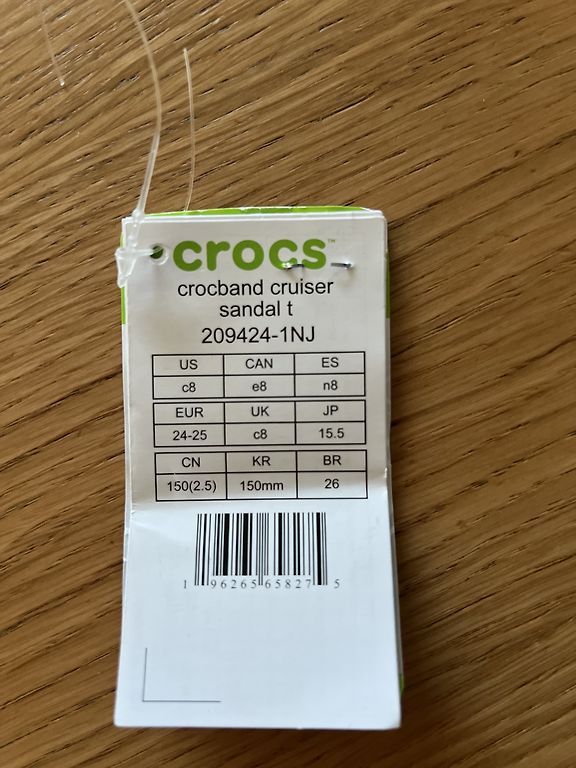 crocs™
crocband cruiser
sandal t
209424-1NJ
US CAN ES
c8 e8 n8
EUR UK JP
24-25 c8 15.5
CN KR BR
150(2.5) 150mm 26
1 96265 65827 5